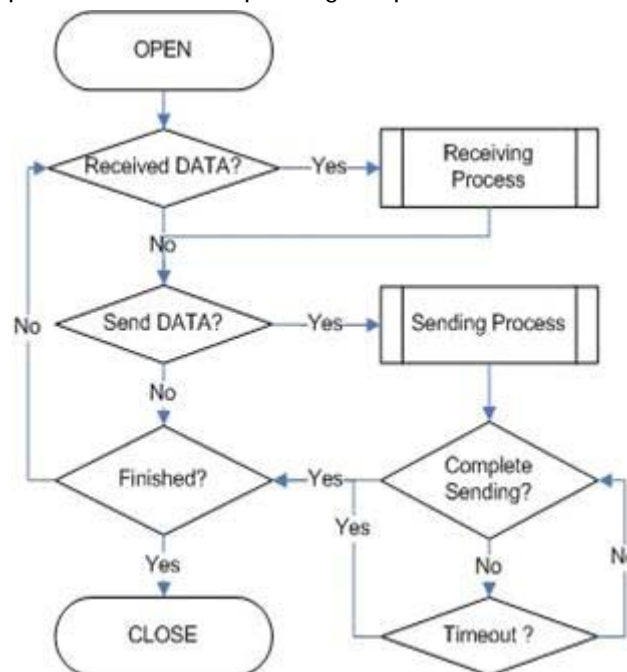 OPEN
Received DATA?
Yes
Receiving
Process
No
Send DATA?
Yes
Sending Process
No
No
Finished?
Yes
Complete
Sending?
Yes
Yes
No
CLOSE
Timeout ?